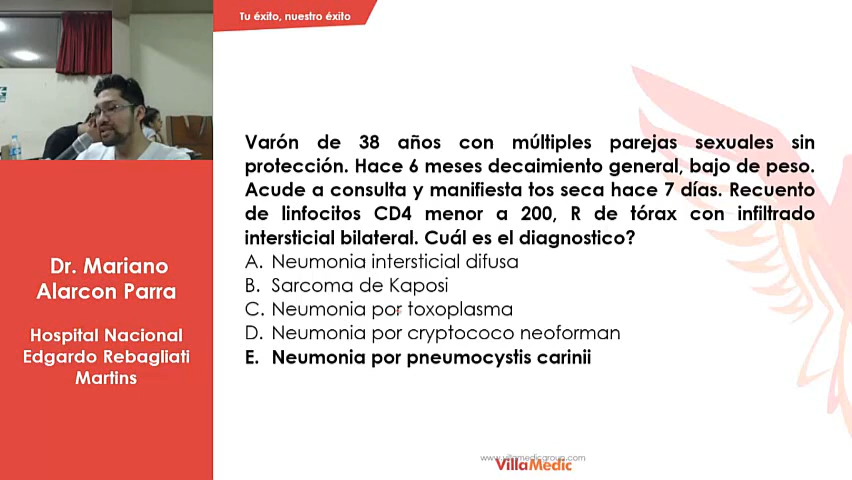 Tu éxito, nuestro éxito
Varón de 38 años con múltiples parejas sexuales sin
protección. Hace 6 meses decaimiento general, bajo de peso.
Acude a consulta y manifiesta tos seca hace 7 días. Recuento
de linfocitos CD4 menor a 200, R de tórax con infiltrado
intersticial bilateral. Cuál es el diagnostico?
A. Neumonia intersticial difusa
B. Sarcoma de Kaposi
C. Neumonia por toxoplasma
D. Neumonia por cryptococo neoforman
E. Neumonia por pneumocystis carinii
Dr. Mariano
Alarcon Parra
Hospital Nacional
Edgardo Rebagliati
Martins
www.villamedicgroup.com
VillaMedic